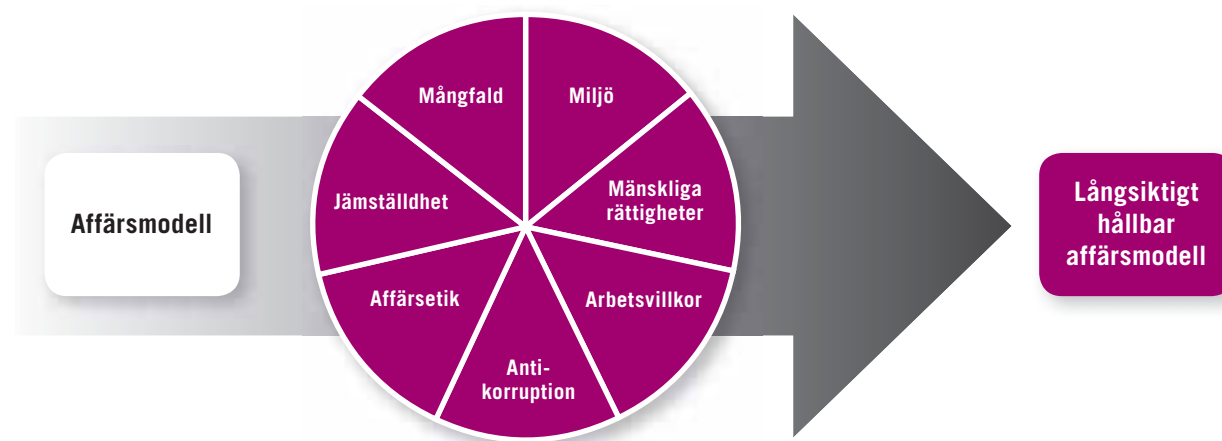 Affärsmodell
Mångfald
Miljö
Mänskliga
rättigheter
Arbetsvillkor
Anti-
korruption
Affärsetik
Jämställdhet
Långsiktigt
hållbar
affärsmodell